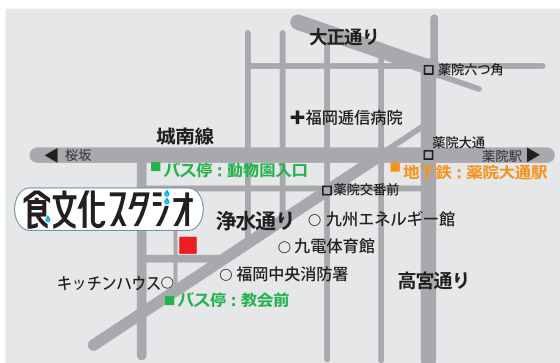 大正通り
薬院六つ角
福岡逓信病院
城南線
薬院大通
桜坂
薬院駅
バス停：動物園入口
地下鉄：薬院大通駅
薬院交番前
食文化スタジオ
浄水通り
九州エネルギー館
九電体育館
福岡中央消防署
高宮通り
キッチンハウス
バス停：教会前